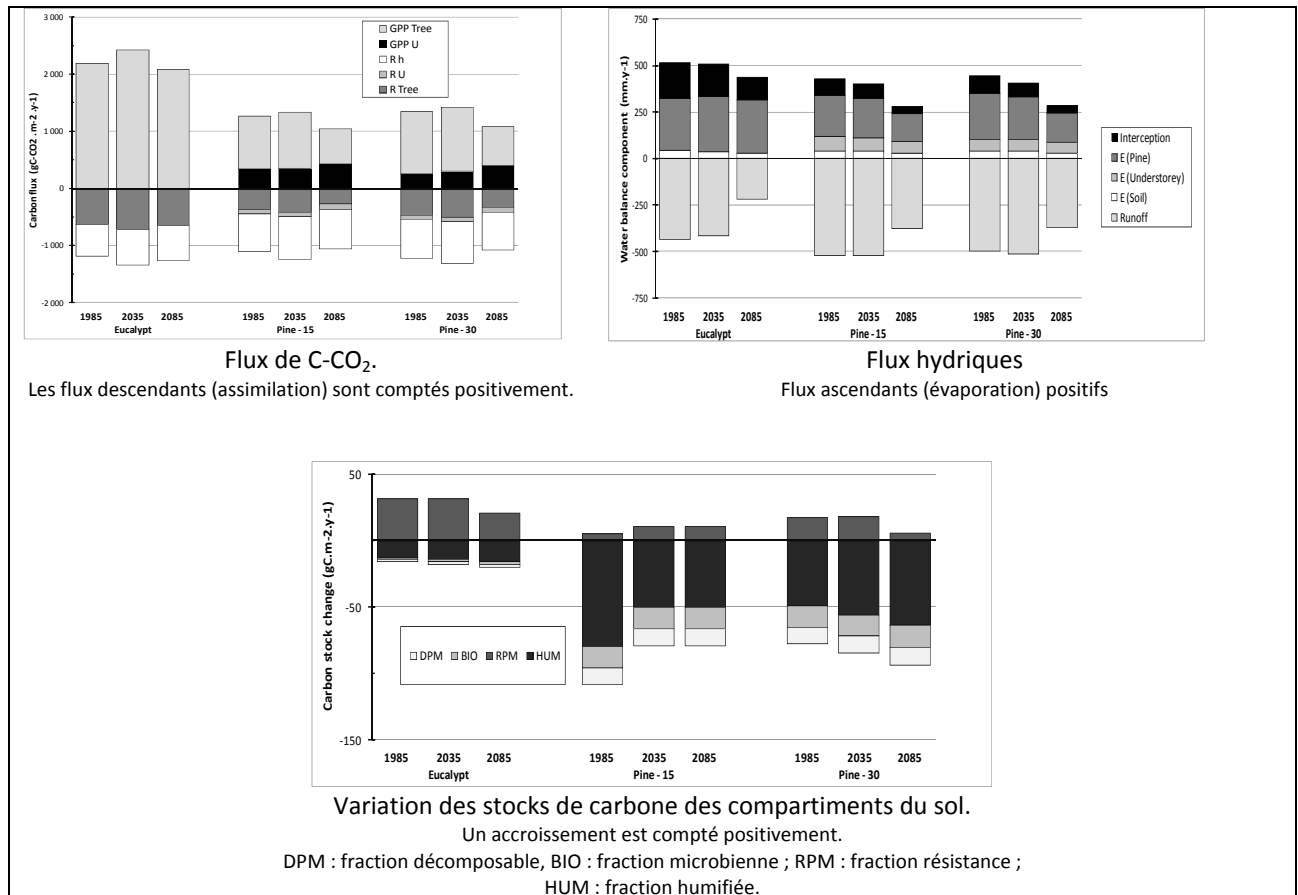 3 000
2 000
1 000
0
-1 000
-2 000
Carbon flux (gC-CO2 . m-2 .y-1)
GPP Tree
GPP U
R h
R U
R Tree
1985 2035 2085 1985 2035 2085 1985 2035 2085
Eucalypt Pine - 15 Pine - 30
750
500
250
0
-250
-500
-750
Water balance component (mm.y-1)
Interception
E (Pine)
E (Understorey)
E (Soil)
Runoff
1985 2035 2085 1985 2035 2085 1985 2035 2085
Eucalypt Pine - 15 Pine - 30
Flux de C-CO₂.
Les flux descendants (assimilation) sont comptés positivement.
Flux hydriques
Flux ascendants (évaporation) positifs
50
0
-50
-150
Carbon stock change (gC.m-2.y-1)
DPM BIO RPM HUM
1985 2035 2085 1985 2035 2085 1985 2035 2085
Eucalypt Pine - 15 Pine - 30
Variation des stocks de carbone des compartiments du sol.
Un accroissement est compté positivement.
DPM : fraction décomposable, BIO : fraction microbienne ; RPM : fraction résistance ;
HUM : fraction humifiée.